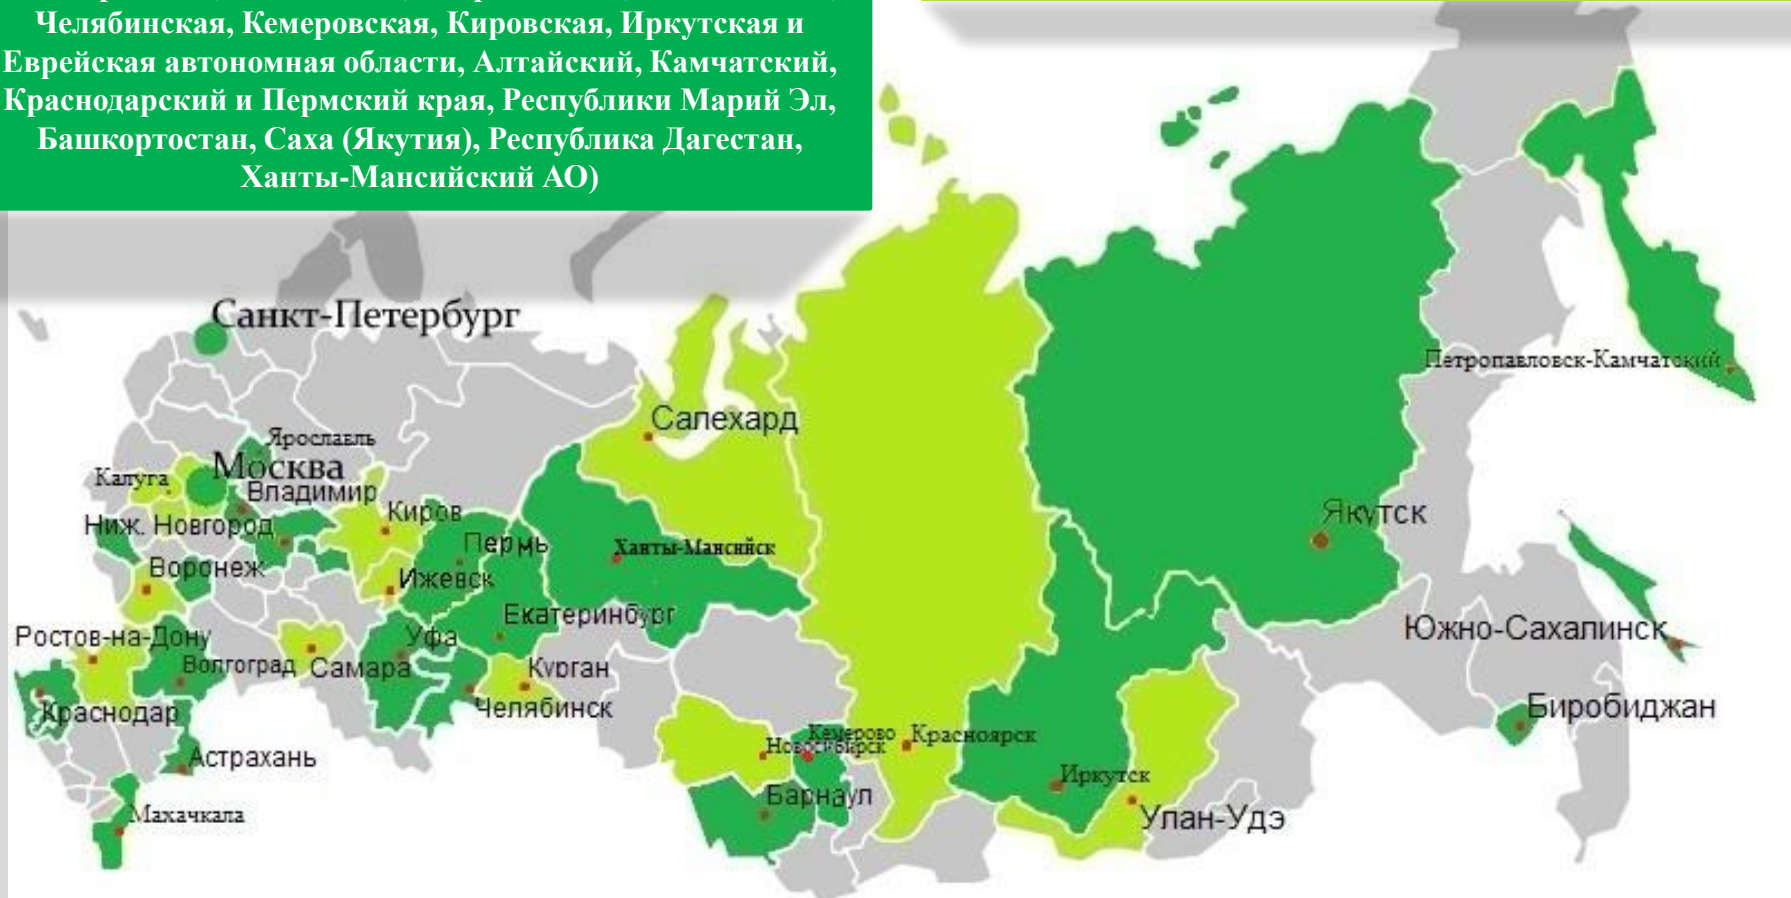 Челябинская, Кемеровская, Кировская, Иркутская и
Еврейская автономная области, Алтайский, Камчатский,
Краснодарский и Пермский края, Республики Марий Эл,
Башкортостан, Саха (Якутия), Республика Дагестан,
Ханты-Мансийский АО)
Санкт-Петербург
Петропавловск-Камчатский
Салехард
Ярославль
Москва
Калуга
Владимир
Киров
Ниж. Новгород
Якутск
Пермь
Ханты-Мансийск
Воронеж
Ижевск
Екатеринбург
Ростов-на-Дону
Уфа
Южно-Сахалинск
Волгоград
Самара
Курган
Челябинск
Краснодар
Биробиджан
Кемерово
Новосибирск
Красноярск
Астрахань
Иркутск
Барнаул
Махачкала
Улан-Удэ